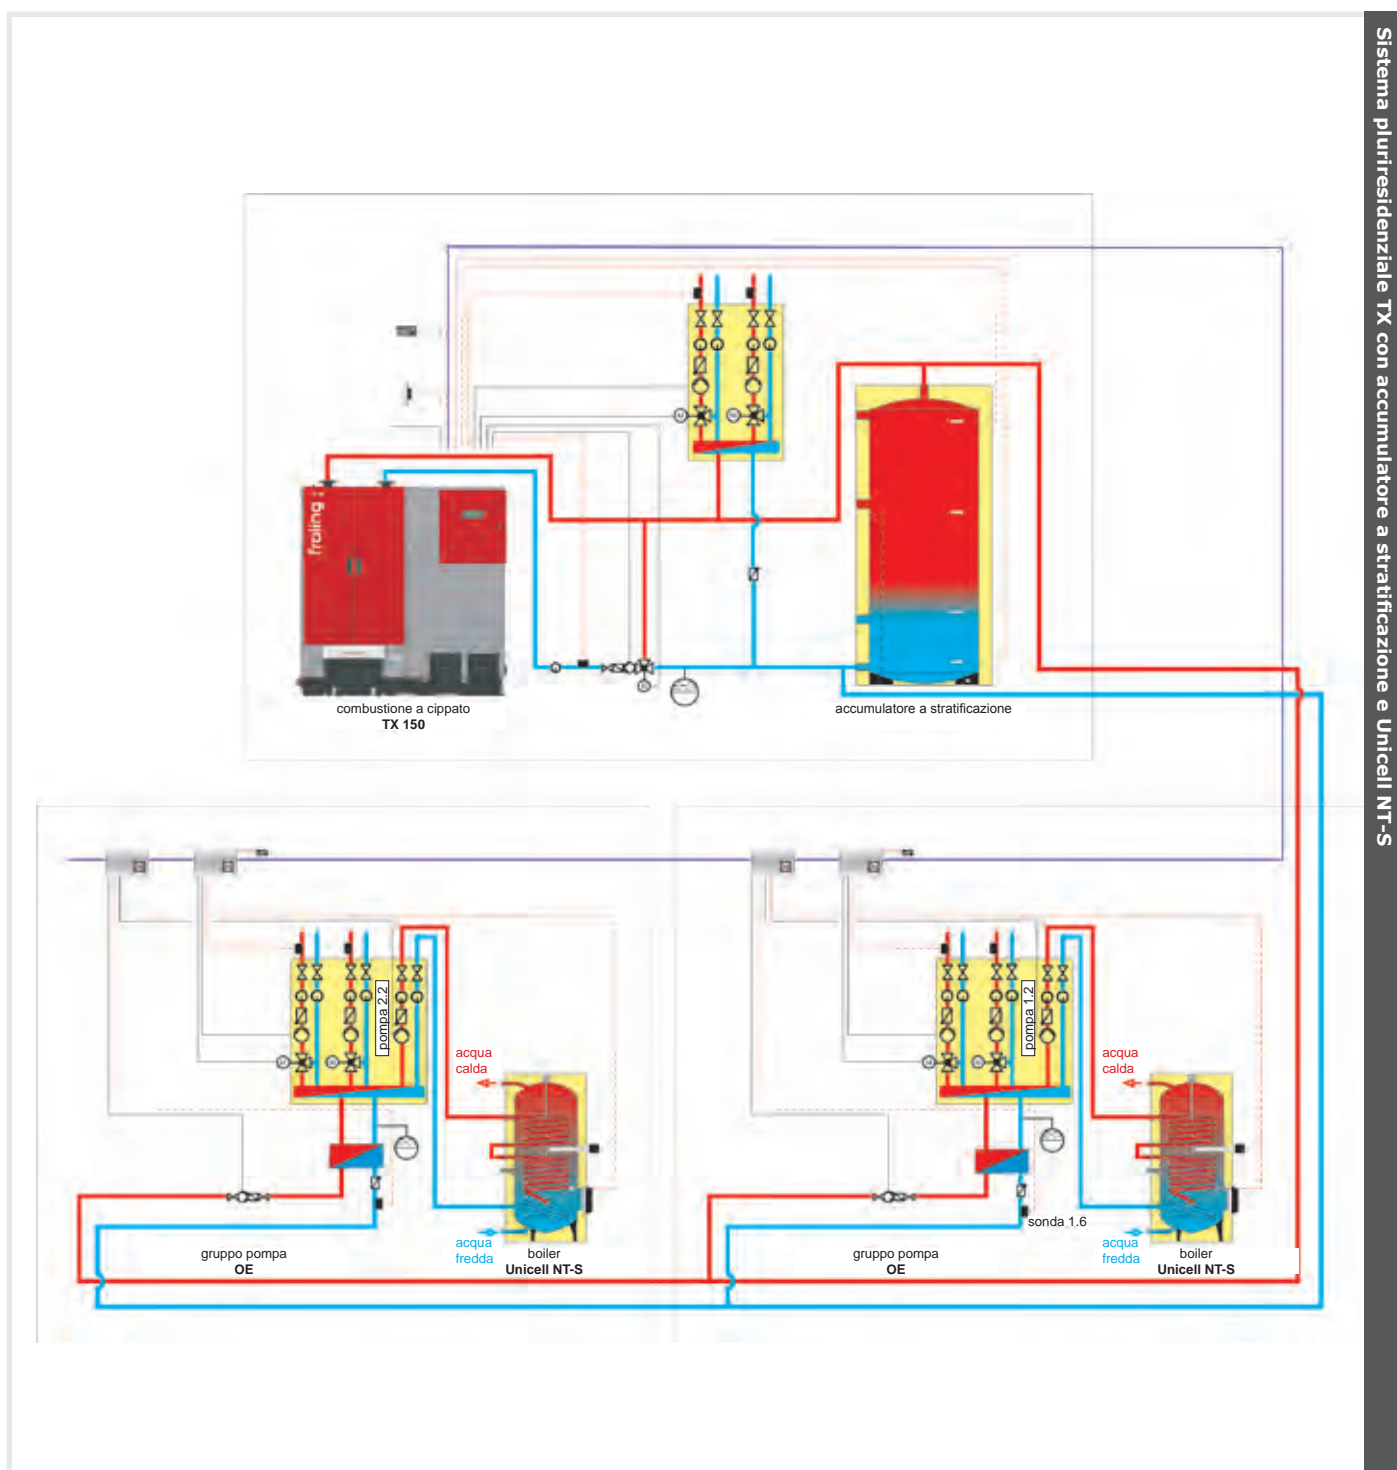 Sistema pluriresidenziale TX con accumulatore a stratificazione e Unicell NT-S
froling
combustione a cippato
TX 150
accumulatore a stratificazione
pompa 2.2
acqua
calda
acqua
fredda
gruppo pompa
OE
boiler
Unicell NT-S
pompa 1.2
acqua
calda
sonda 1.6
acqua
fredda
gruppo pompa
OE
boiler
Unicell NT-S